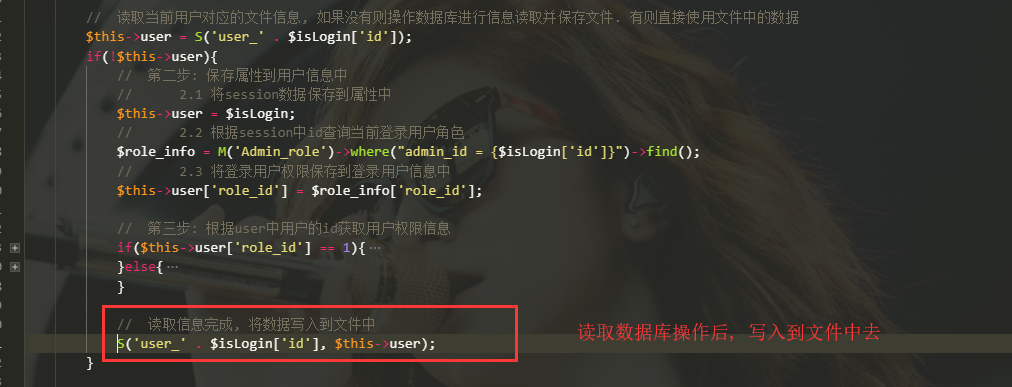 //  读取当前用户对应的文件信息, 如果没有则操作数据库进行信息读取并保存文件. 有则直接使用文件中的数据
$this->user = S('user_' . $isLogin['id']);
if(!$this->user){
//  第二步: 保存属性到用户信息中
//      2.1 将session数据保存到属性中
$this->user = $isLogin;
//      2.2 根据session中id查询当前登录用户角色
$role_info = M('Admin_role')->where("admin_id = {$isLogin['id']}")->find();
//      2.3 将登录用户权限保存到登录用户信息中
$this->user['role_id'] = $role_info['role_id'];
//  第三步: 根据user中用户的id获取用户权限信息
if($this->user['role_id'] == 1){…
}else{…
}
//  读取信息完成, 将数据写入到文件中
S('user_' . $isLogin['id'], $this->user);
读取数据库操作后, 写入到文件中去
}